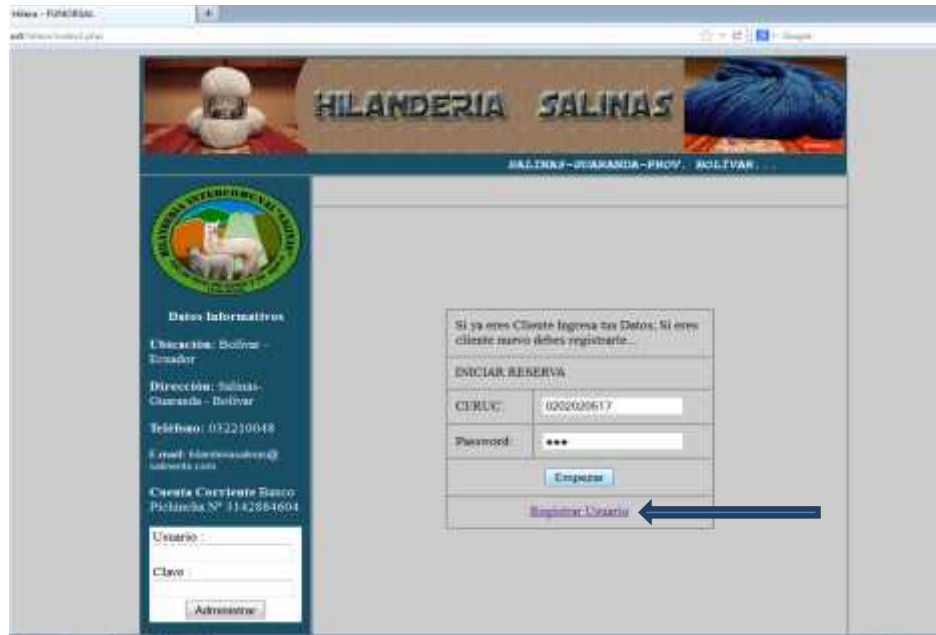 HILANDERIA SALINAS
SALINAS-GUARANDA-PROV. BOLIVAR...
Datos Informativos
Ubicación: Bolívar -
Ecuador
Dirección: Salinas-
Guaranda - Bolívar
Teléfono: 032210048
E.mail:
Cuenta Corriente Banco
Pichincha Nº 3142864604
Usuario :
Clave :
Administrar
Si ya eres Cliente Ingresa tus Datos; Si eres
cliente nuevo debes registrarte...
INICIAR RESERVA
CI/RUC:
0202020617
Password:
Empezar
Registrar Usuario